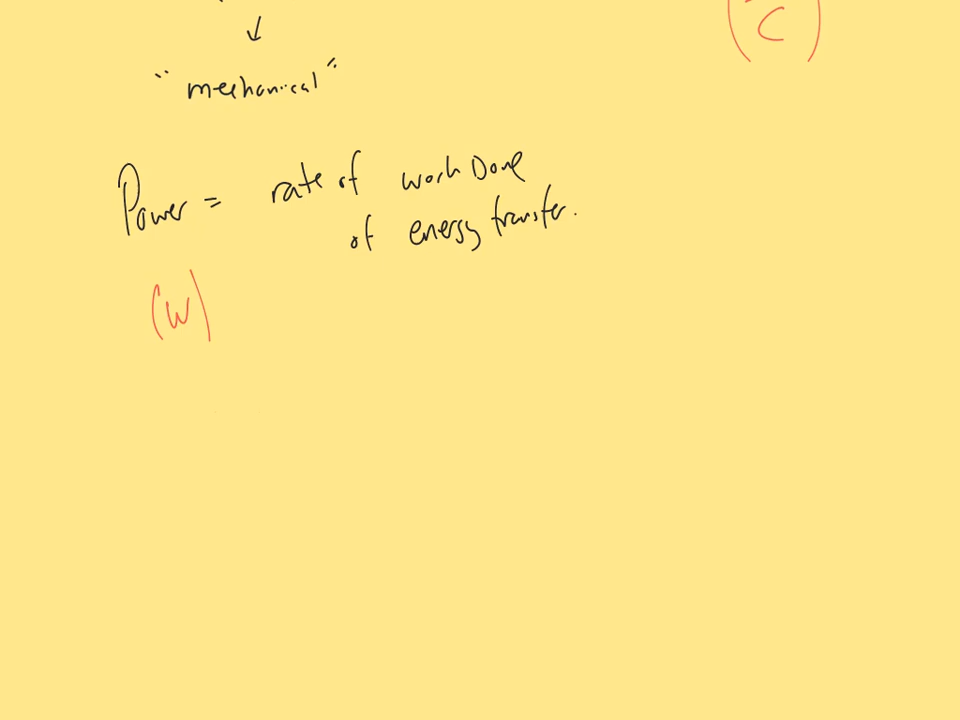 C
"mechanical"
Power = rate of work Done
of energy transfer.
(W)